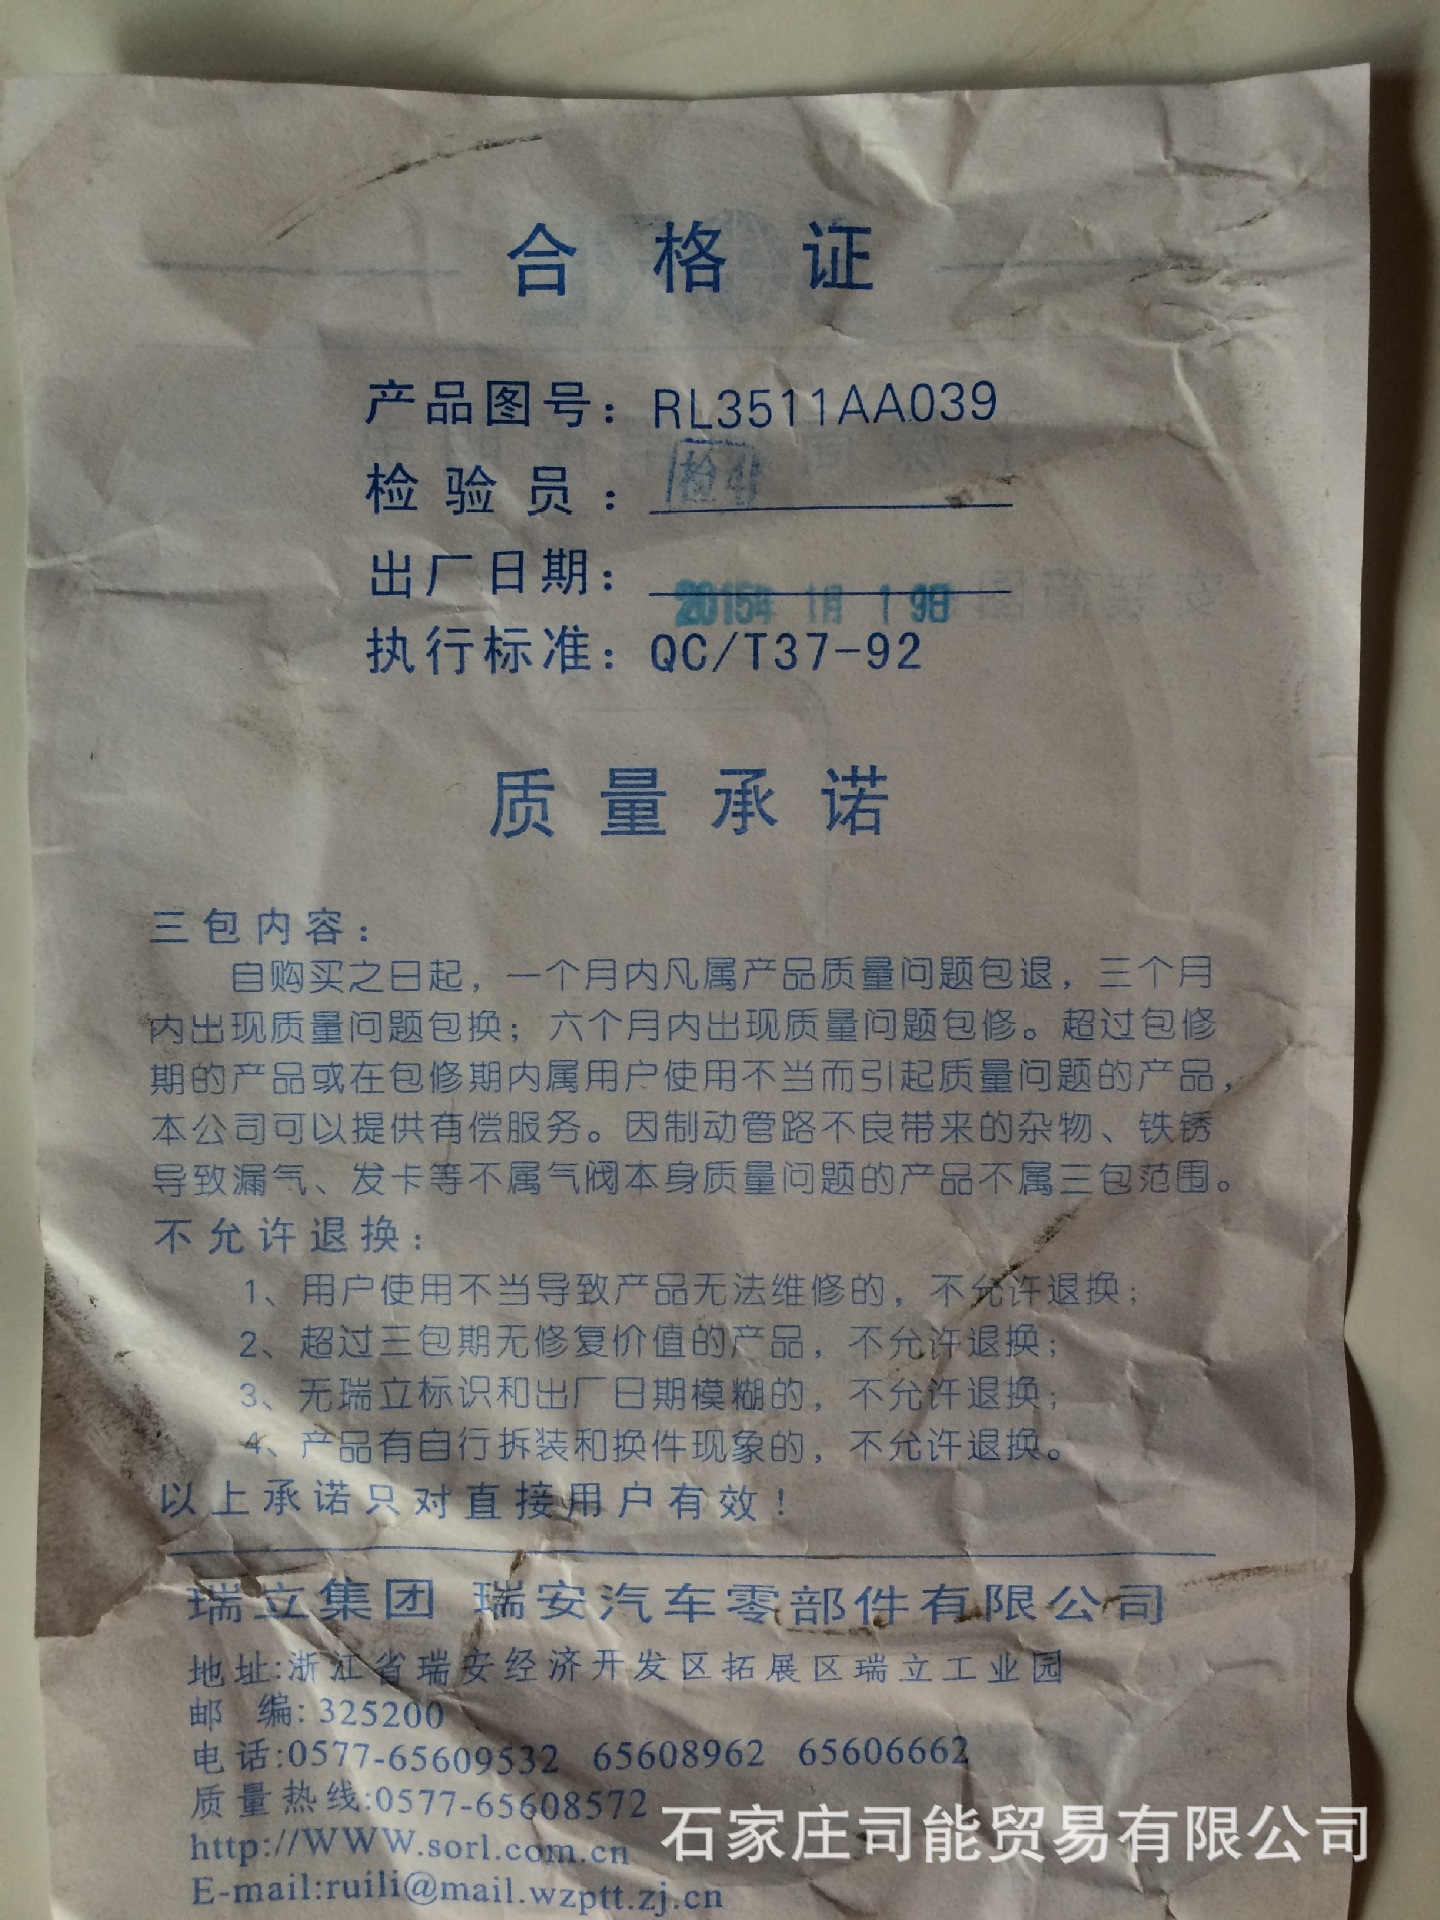 合格证
产品图号：RL3511AA039
检验员：检
出厂日期：2015年 1月 19日
执行标准：QC/T37-92
质量承诺
三包内容：
自购买之日起，一个月内凡属产品质量问题包退，三个月
内出现质量问题包换；六个月内出现质量问题包修。超过包修
期的产品或在包修期内属用户使用不当而引起质量问题的产品，
本公司可以提供有偿服务。因制动管路不良带来的杂物、铁锈
导致漏气、发卡等不属气阀本身质量问题的产品不属三包范围。
不允许退换：
1、用户使用不当导致产品无法维修的，不允许退换；
2、超过三包期无修复价值的产品，不允许退换；
3、无瑞立标识和出厂日期模糊的，不允许退换；
4、产品有自行拆装和换件现象的，不允许退换。
以上承诺只对直接用户有效！
瑞立集团 瑞安汽车零部件有限公司
地址:浙江省瑞安经济开发区拓展区瑞立工业园
邮 编: 325200
电话:0577-65609532 65608962 65606662
质量热线:0577-65608572
http://WWW.sorl.com.cn
E-mail:ruili@mail.wzptt.zj.cn
石家庄司能贸易有限公司